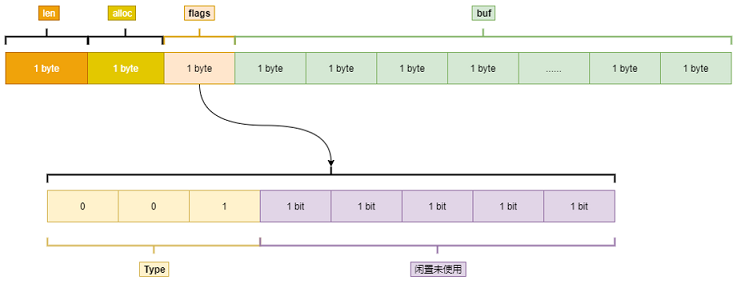 len alloc flags buf
1 byte 1 byte 1 byte 1 byte 1 byte 1 byte 1 byte ...... 1 byte 1 byte
0 0 1 1 bit 1 bit 1 bit 1 bit 1 bit
Type 闲置未使用